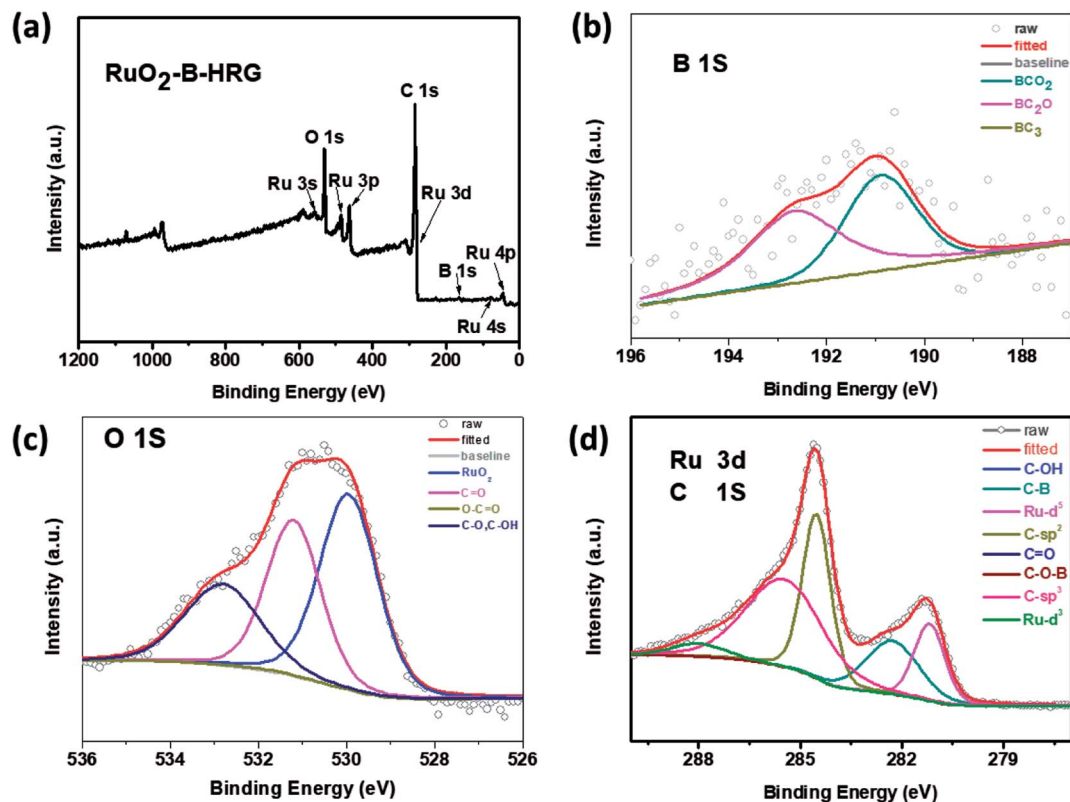 (a)
RuO2-B-HRG
C 1s
O 1s
Ru 3s
Ru 3p
Ru 3d
B 1s
Ru 4p
Ru 4s
Intensity (a.u.)
1200 1000 800 600 400 200 0
Binding Energy (eV)
(b)
B 1S
raw
fitted
baseline
BCO2
BC2O
BC3
Intensity (a.u.)
196 194 192 190 188
Binding Energy (eV)
(c)
O 1S
raw
fitted
baseline
RuO2
C=O
O-C=O
C-O,C-OH
Intensity (a.u.)
536 534 532 530 528 526
Binding Energy (eV)
(d)
Ru 3d
C 1S
raw
fitted
C-OH
C-B
Ru-d5
C-sp2
C=O
C-O-B
C-sp3
Ru-d3
Intensiny (a.u.)
288 285 282 279
Binding Energy (eV)